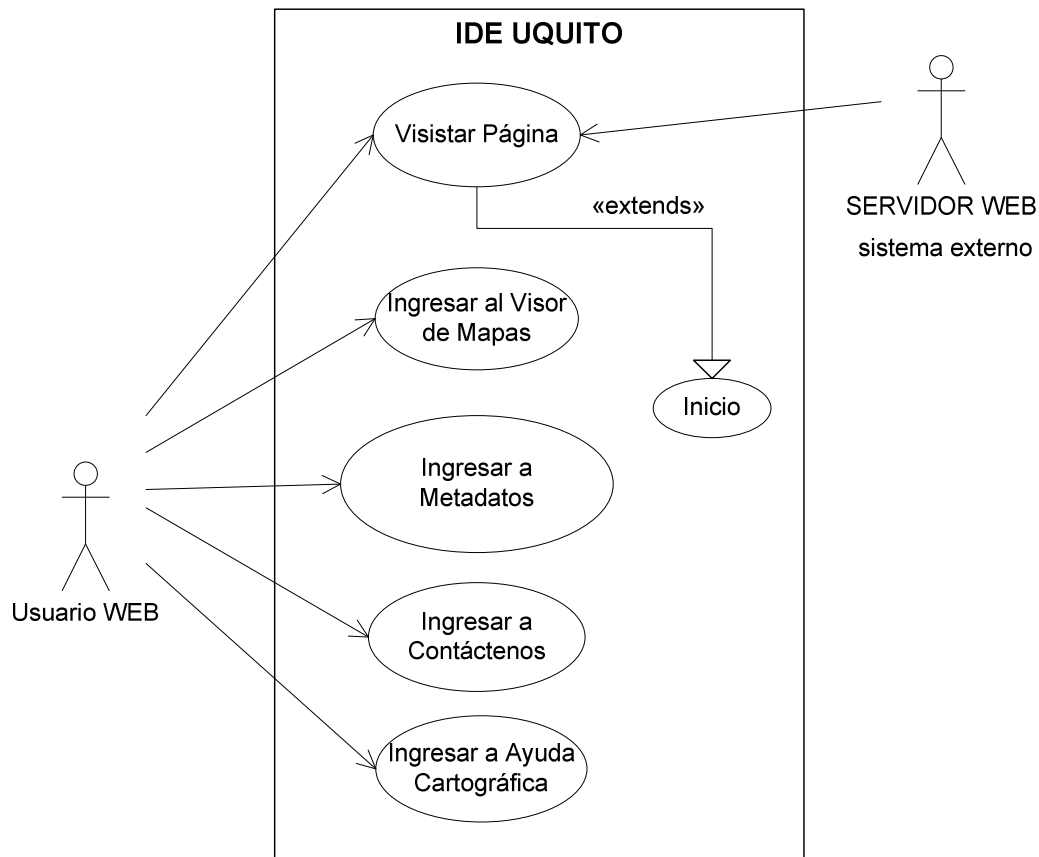 IDE UQUITO
Visistar Página
«extends»
SERVIDOR WEB
sistema externo
Ingresar al Visor
de Mapas
Inicio
Ingresar a
Metadatos
Usuario WEB
Ingresar a
Contáctenos
Ingresar a Ayuda
Cartográfica